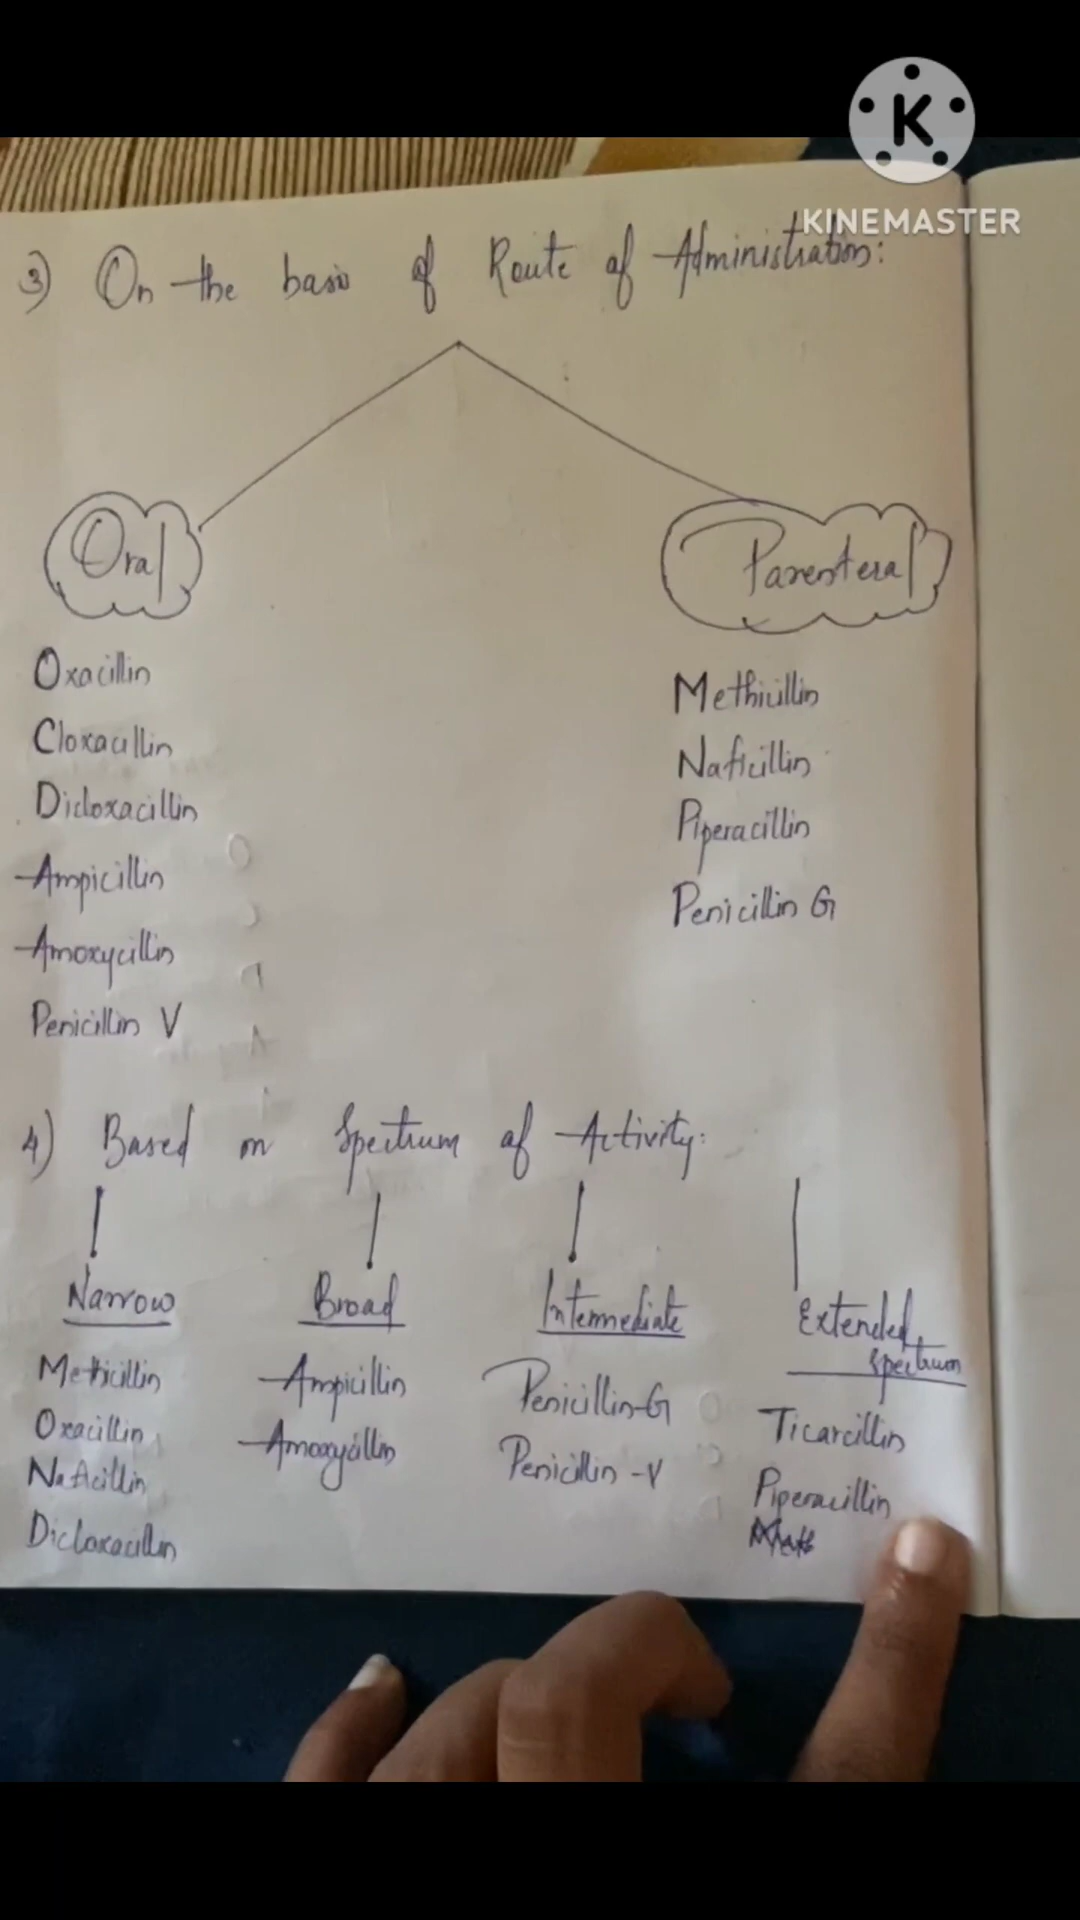 KINEMASTER
3) On the basis of Route of Administration:
Oral
Parenteral
Oxacillin
Cloxacillin
Dicloxacillin
Ampicillin
Amoxycillin
Penicillin V
Methicillin
Naficillin
Piperacillin
Penicillin G
4) Based on Spectrum of Activity:
Narrow
Methicillin
Oxacillin
Naficillin
Dicloxacillin
Broad
Ampicillin
Amoxycillin
Intermediate
Penicillin-G
Penicillin-V
Extended
spectrum
Ticarcillin
Piperacillin